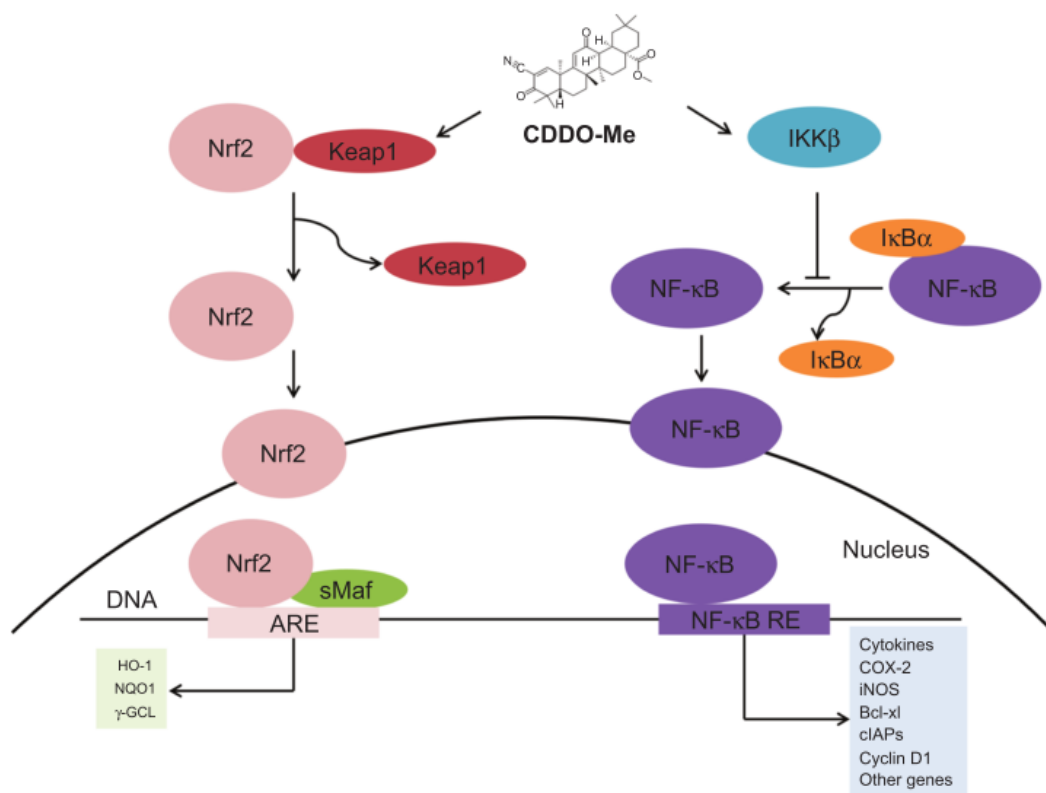 N
O
O
O
O
H
H
H
CDDO-Me
Nrf2
Keap1
IKKβ
Keap1
IκBα
NF-κB
NF-κB
Nrf2
IκBα
Nrf2
NF-κB
Nucleus
Nrf2
sMaf
NF-κB
DNA
ARE
NF-κB RE
HO-1
NQO1
γ-GCL
Cytokines
COX-2
iNOS
Bcl-xl
cIAPs
Cyclin D1
Other genes